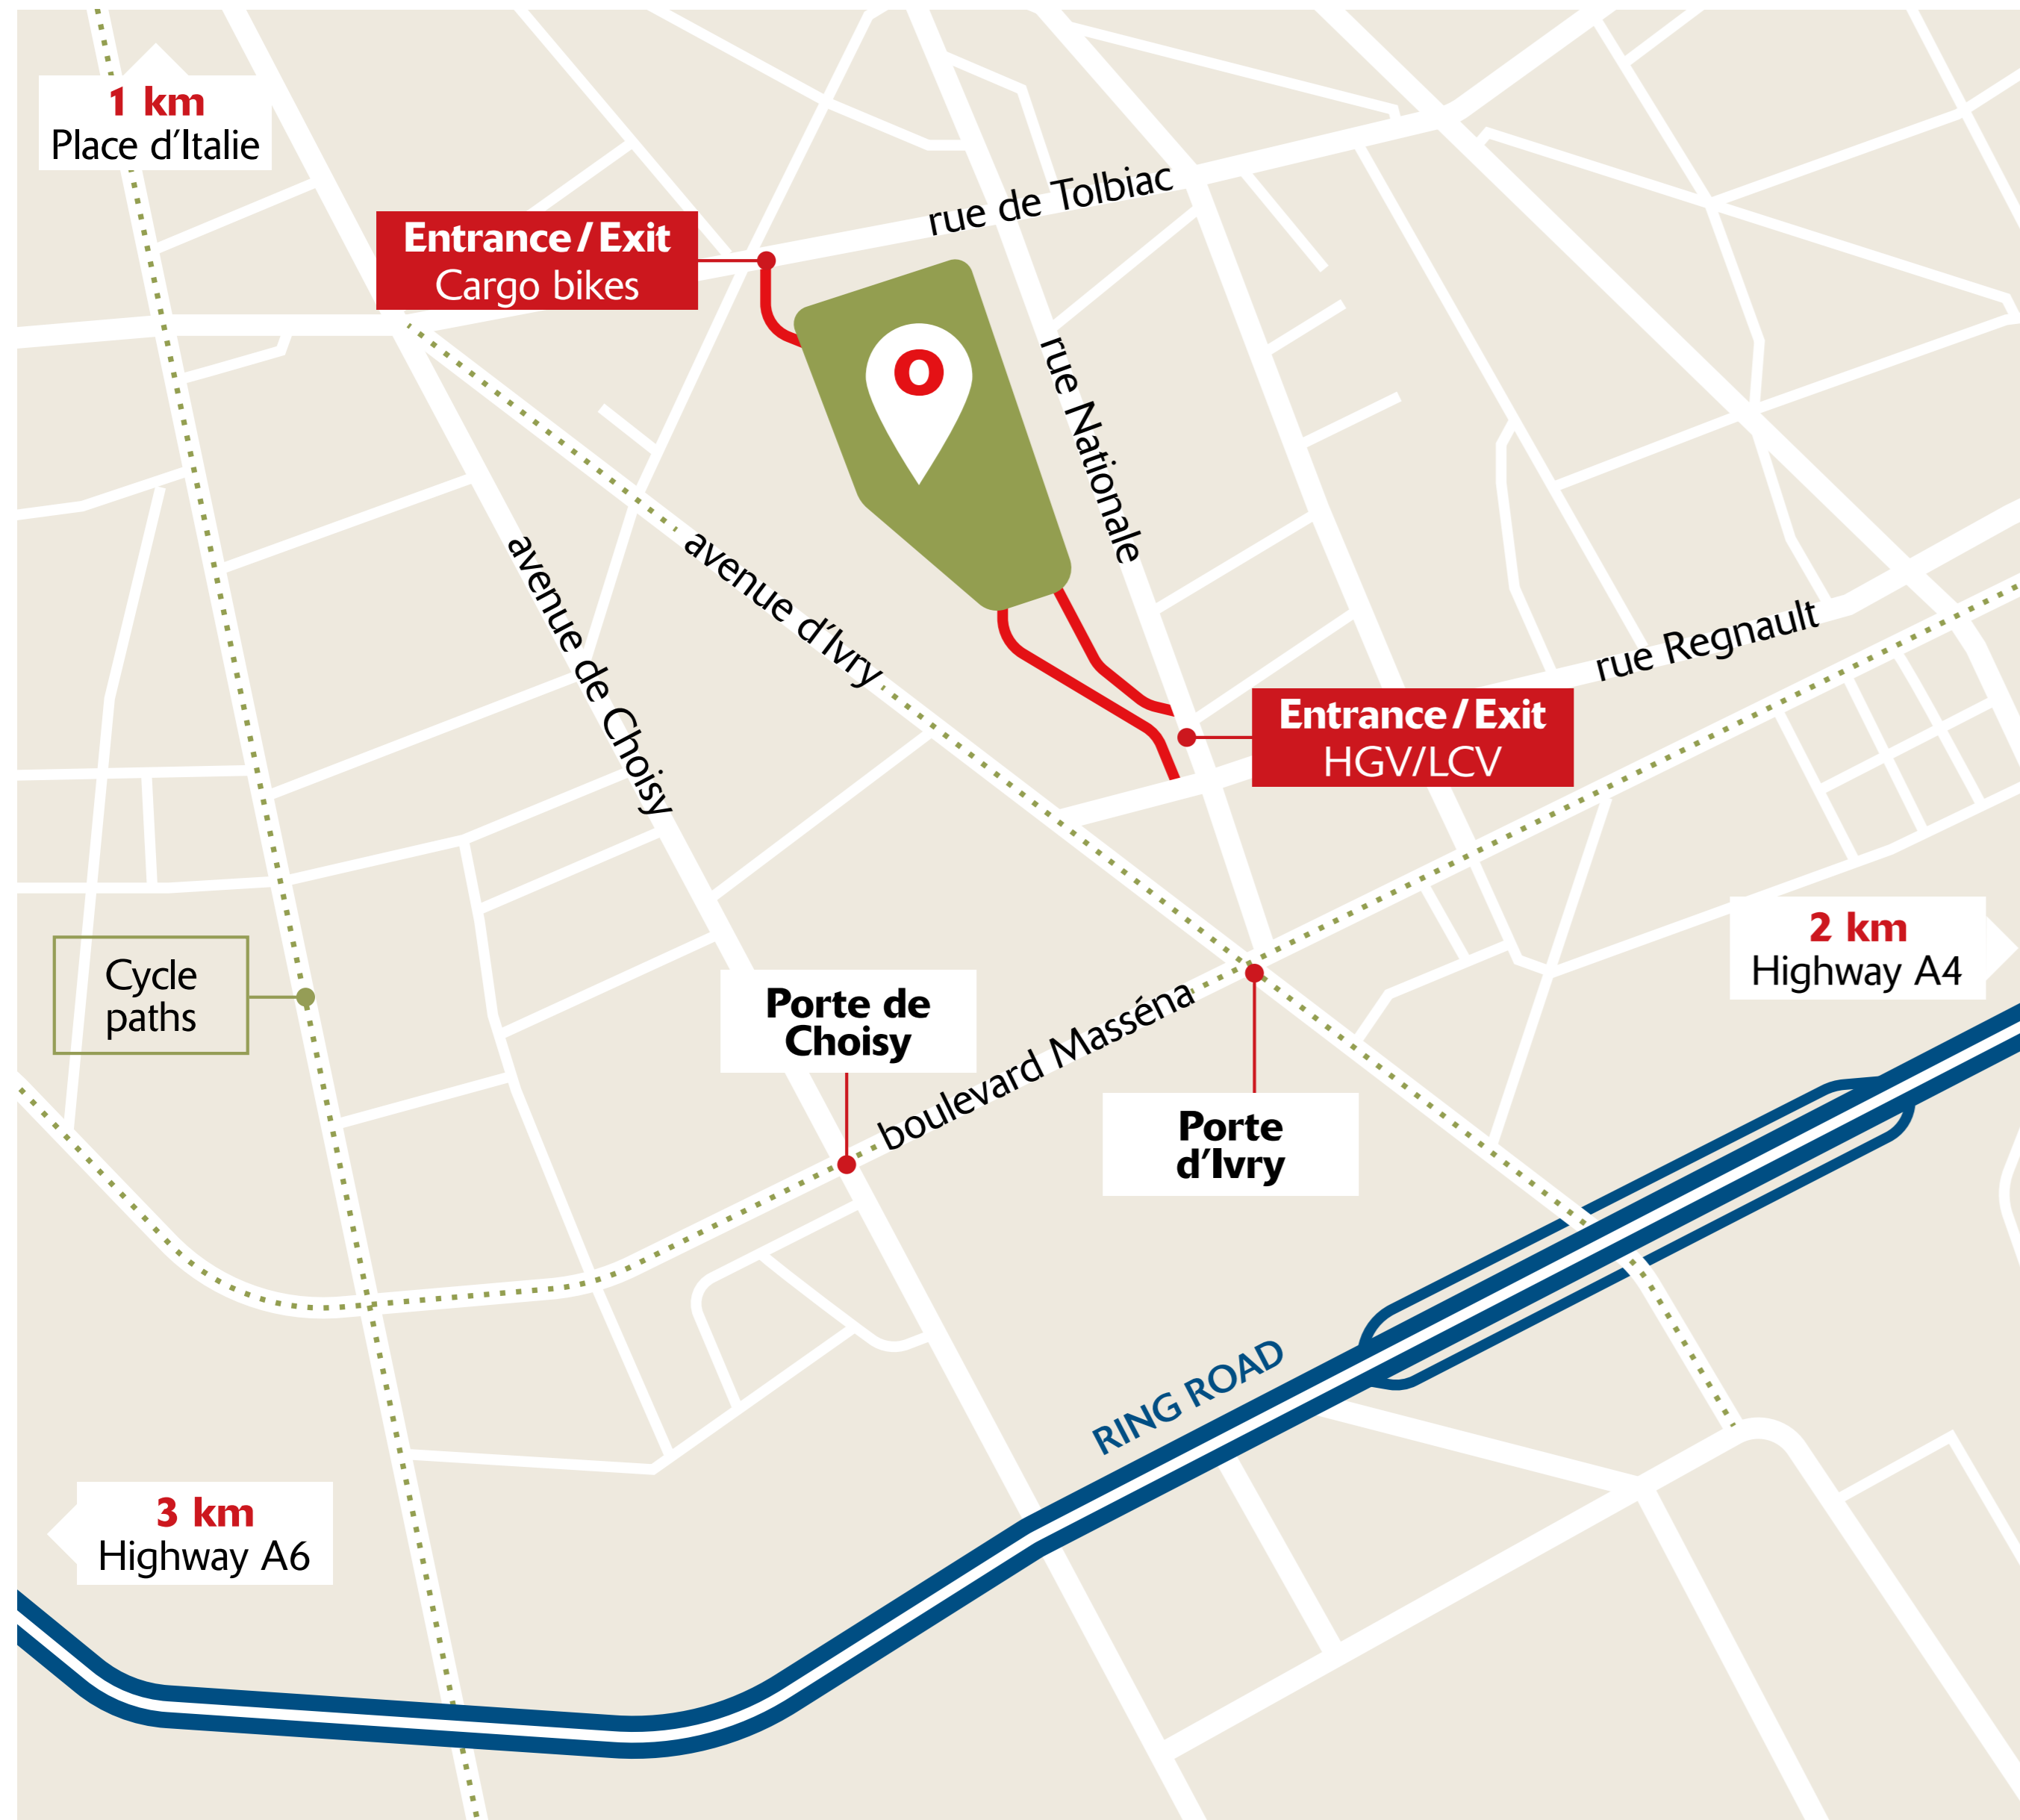 1 km
Place d'Italie
Entrance / Exit
Cargo bikes
rue de Tolbiac
O
rue Nationale
avenue d'Ivry
avenue de Choisy
rue Regnault
Entrance / Exit
HGV/LCV
2 km
Highway A4
Cycle
paths
Porte de
Choisy
boulevard Masséna
Porte
d'Ivry
RING ROAD
3 km
Highway A6